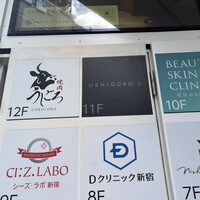 焼肉
うしごろ
12F
USHIGORO
11F
BEAUT
SKIN
CLIN
10F
CI:Z.LABO
シーズ・ラボ 新宿
9F
Dクリニック新宿
8F
7F